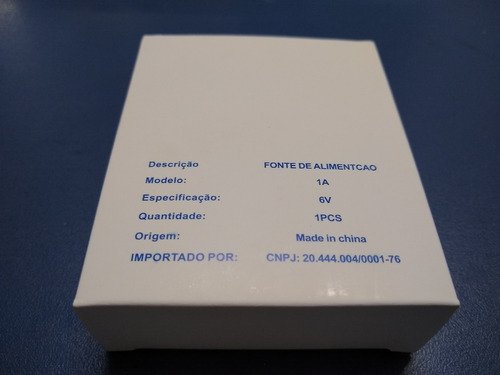 Descrição FONTE DE ALIMENTCAO
Modelo: 1A
Especificação: 6V
Quantidade: 1PCS
Origem: Made in china
IMPORTADO POR: CNPJ: 20.444.004/0001-76